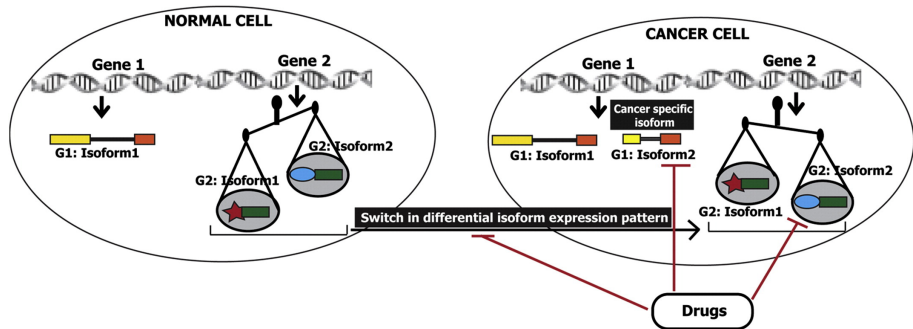 NORMAL CELL
Gene 1
Gene 2
G1: Isoform1
G2: Isoform2
G2: Isoform1
Switch in differential isoform expression pattern
CANCER CELL
Gene 1
Gene 2
Cancer specific
isoform
G1: Isoform1
G1: Isoform2
G2: Isoform2
G2: Isoform1
Drugs